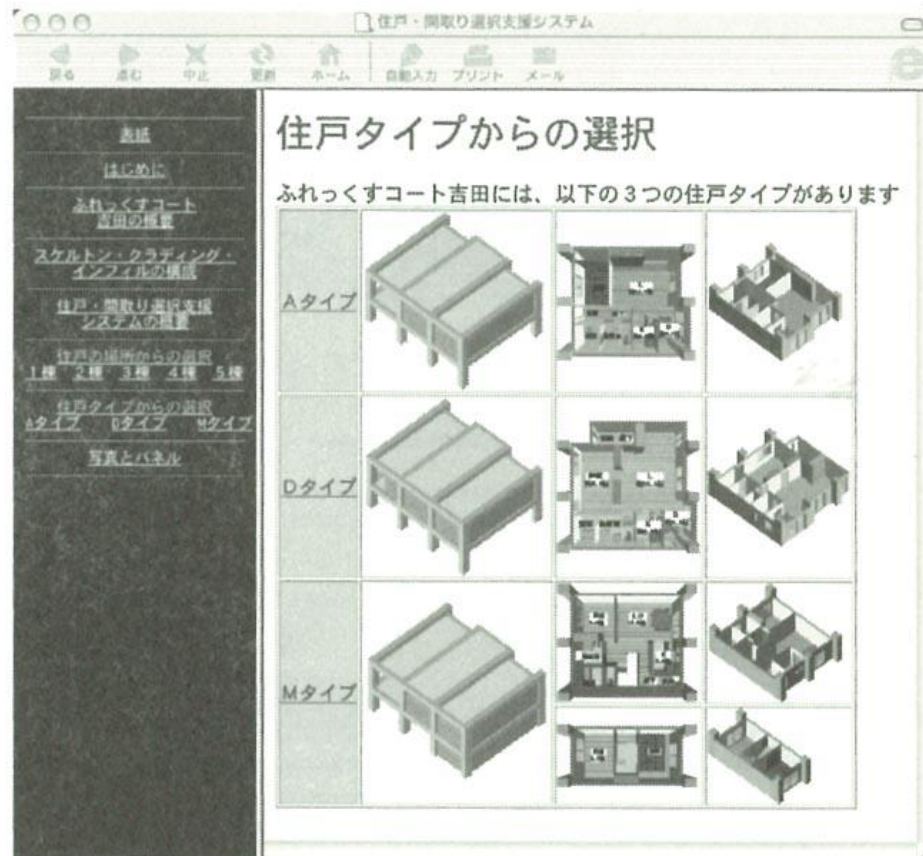 住戸・間取り選択支援システム
戻る 進む 中止 更新 ホーム 自動入力 プリント メール
表紙
はじめに
ふれっくすコート
吉田の概要
スケルトン・クラディング・
インフィルの構成
住戸・間取り選択支援
システムの概要
住戸の場所からの選択
1棟 2棟 3棟 4棟 5棟
住戸タイプからの選択
Aタイプ Dタイプ Mタイプ
写真とパネル
住戸タイプからの選択
ふれっくすコート吉田には、以下の3つの住戸タイプがあります
Aタイプ
Dタイプ
Mタイプ